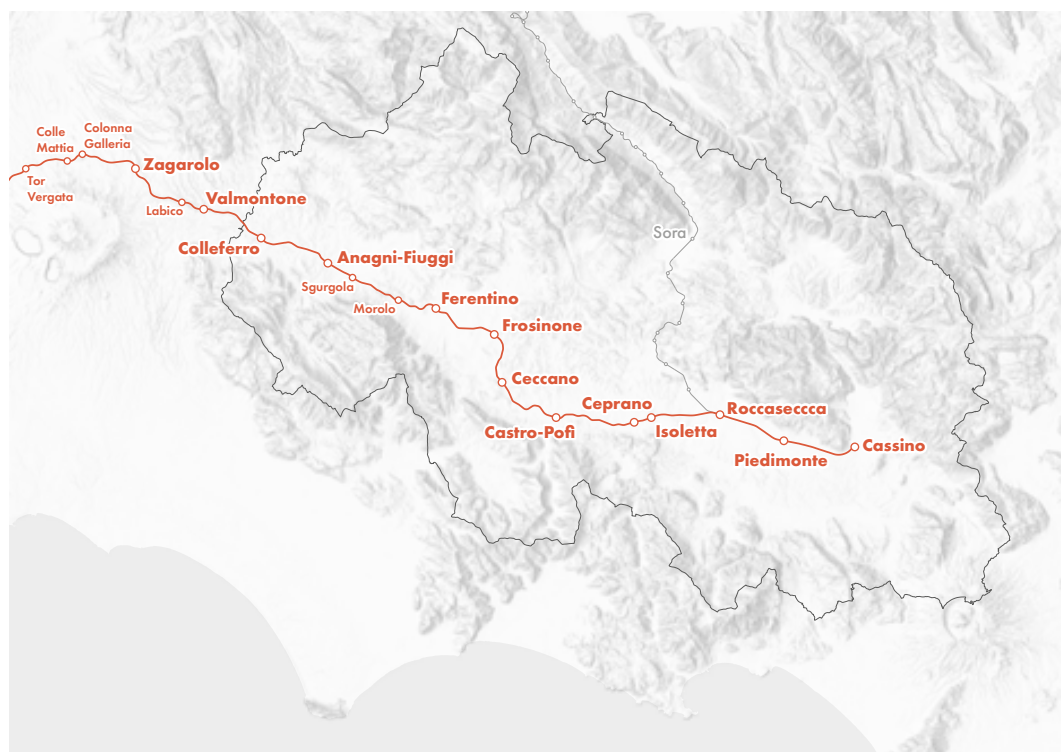 Colle
Mattia
Colonna
Galleria
Tor
Vergata
Zagarolo
Labico
Valmontone
Colleferro
Anagni-Fiuggi
Sgurgola
Morolo
Ferentino
Frosinone
Sora
Ceccano
Castro-Pofi
Ceprano
Isoletta
Roccaseccca
Piedimonte
Cassino